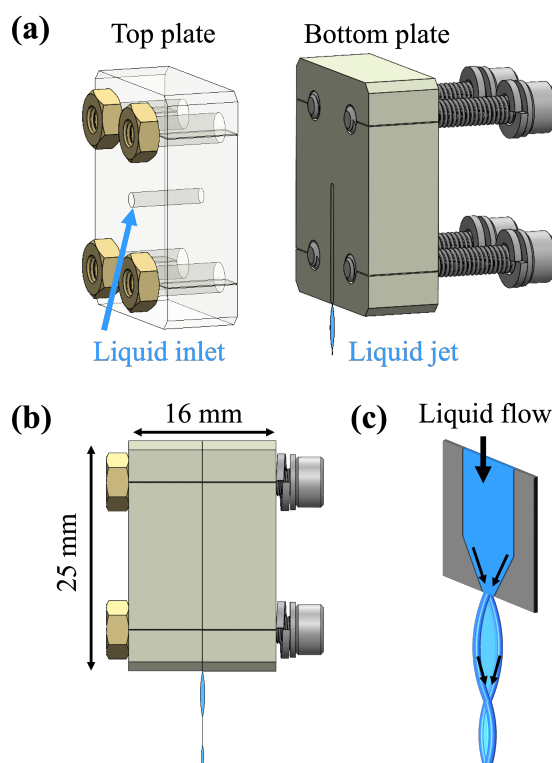 (a)
Top plate
Bottom plate
Liquid inlet
Liquid jet
(b)
16 mm
25 mm
(c)
Liquid flow